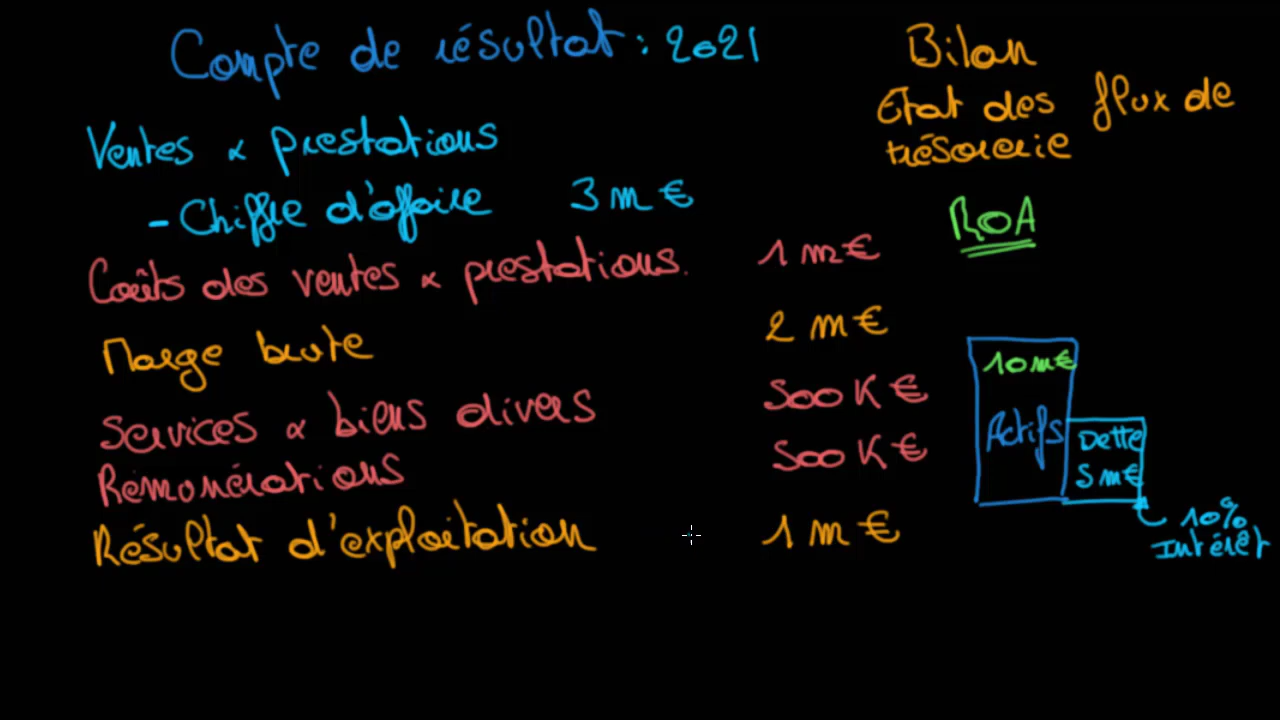 Compte de résultat : 2021
Ventes & prestations
- Chiffre d'affaire 3 m €
Coûts des ventes & prestations. 1 m €
Marge brute 2 m €
Services & biens divers 500 K €
Rémunérations 500 K €
Résultat d'exploitation 1 m €
Bilan
Etat des flux de
trésorerie
ROA
10 m €
Actifs
Dette
5 m €
10%
Intérêt